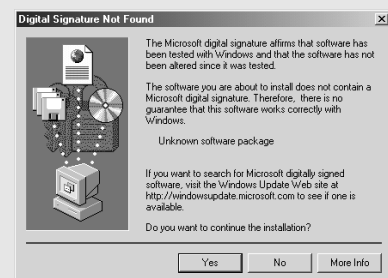 Digital Signature Not Found
The Microsoft digital signature affirms that software has
been tested with Windows and that the software has not
been altered since it was tested.
The software you are about to install does not contain a
Microsoft digital signature. Therefore, there is no
guarantee that this software works correctly with
Windows.
Unknown software package
If you want to search for Microsoft digitally signed
software, visit the Windows Update Web site at
http://windowsupdate.microsoft.com to see if one is
available.
Do you want to continue the installation?
Yes
No
More Info